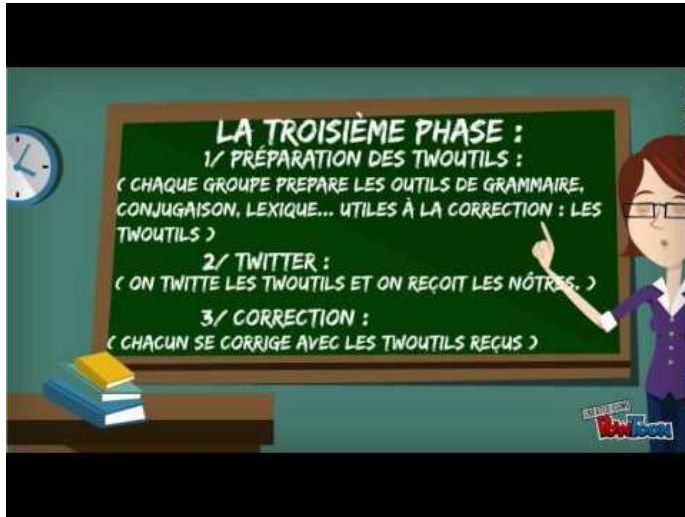 LA TROISIÈME PHASE :
1/ PRÉPARATION DES TWOUTILS :
( CHAQUE GROUPE PREPARE LES OUTILS DE GRAMMAIRE,
CONJUGAISON, LEXIQUE... UTILES À LA CORRECTION : LES
TWOUTILS )
2/ TWITTER :
( ON TWITTE LES TWOUTILS ET ON REÇOIT LES NÔTRES. )
3/ CORRECTION :
( CHACUN SE CORRIGE AVEC LES TWOUTILS REÇUS )
CREATED USING
POWTOON